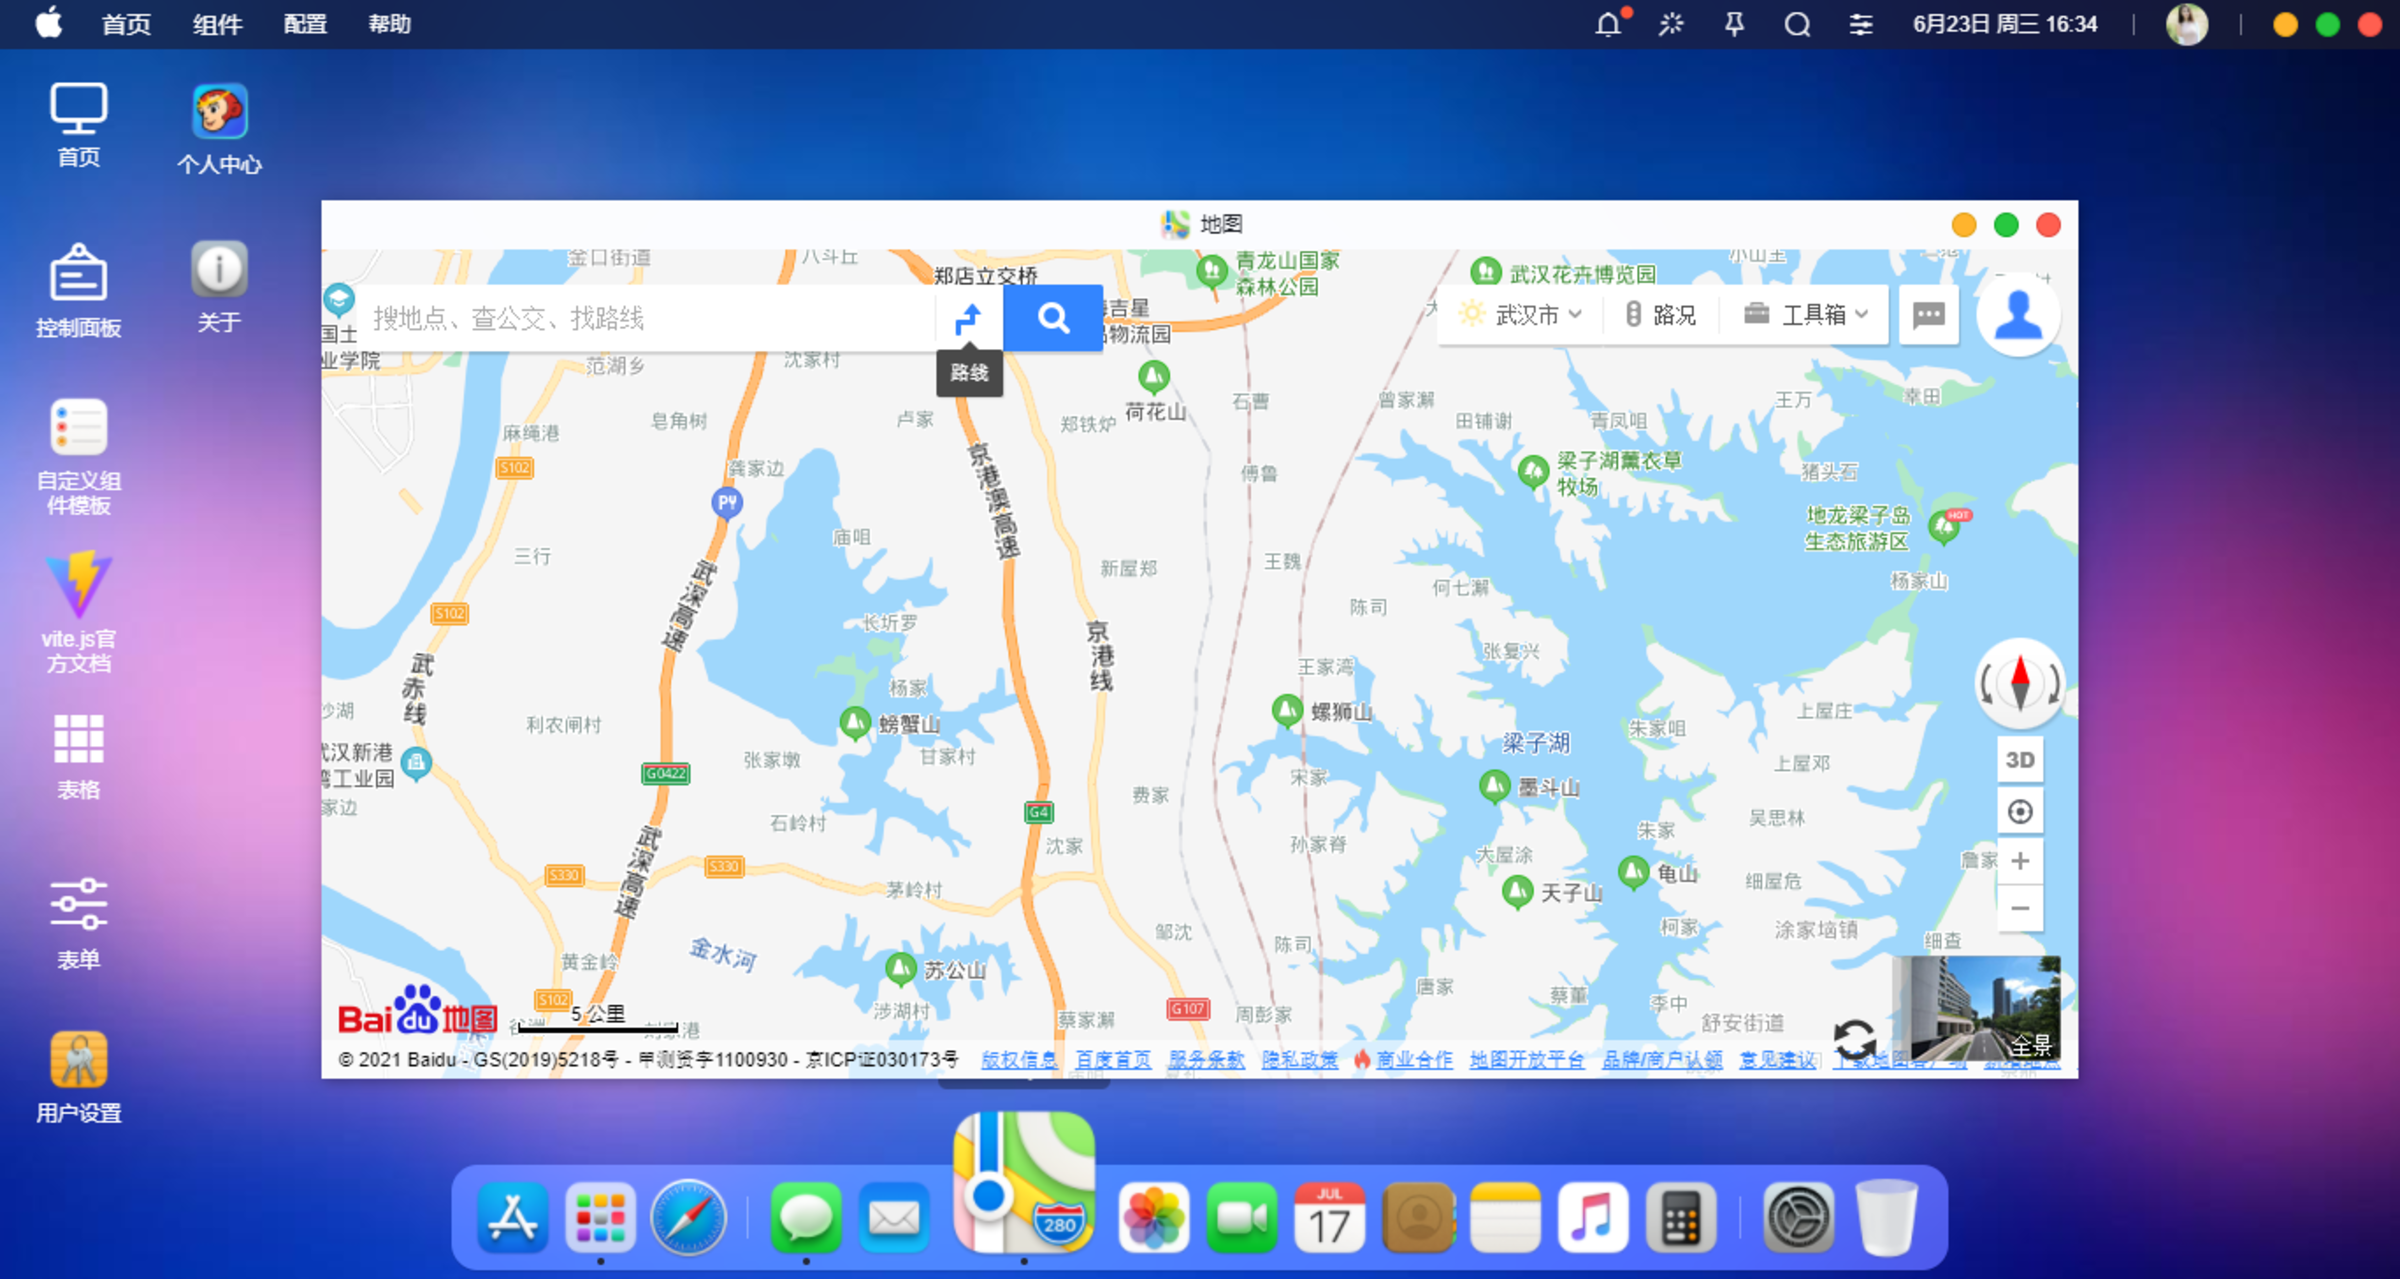 首页 组件 配置 帮助
6月23日 周三 16:34
首页
个人中心
控制面板
关于
自定义组
件模板
vite.js官
方文档
表格
表单
用户设置
地图
金口街道
八斗丘
郑店立交桥
青龙山国家
森林公园
武汉花卉博览园
搜地点、查公交、找路线
路线
吉星
品物流园
武汉市
路况
工具箱
国土
业学院
范湖乡
沈家村
荷花山
石曹
曾家澥
田铺谢
青凤咀
王万
幸田
麻绳港
皂角树
卢家
郑铁炉
S102
龚家边
PY
京港澳高速
傅鲁
梁子湖薰衣草
牧场
猪头石
地龙梁子岛
生态旅游区
HOT
三行
庙咀
新屋郑
王魏
何七澥
杨家山
武深高速
S102
长圻罗
陈司
京港线
张复兴
武赤线
王家湾
杨家
沙湖
利农闸村
螃蟹山
螺狮山
梁子湖
朱家咀
上屋庄
武汉新港
湾工业园
家边
张家墩
甘家村
G0422
宋家
墨斗山
上屋邓
3D
费家
G4
石岭村
沈家
孙家脊
大屋涂
朱家
吴思林
武深高速
S330
S330
茅岭村
天子山
龟山
细屋危
詹家
邹沈
陈司
柯家
涂家垴镇
细查
黄金岭
金水河
苏公山
唐家
蔡董
李中
S102
涉湖村
蔡家澥
G107
周彭家
舒安街道
Bai du 地图
5 公里
全景
© 2021 Baidu - GS(2019)5218号 - 甲测资字1100930 - 京ICP证030173号 版权信息 百度首页 服务条款 隐私政策 商业合作 地图开放平台 品牌/商户认领 意见建议
280
JUL
17